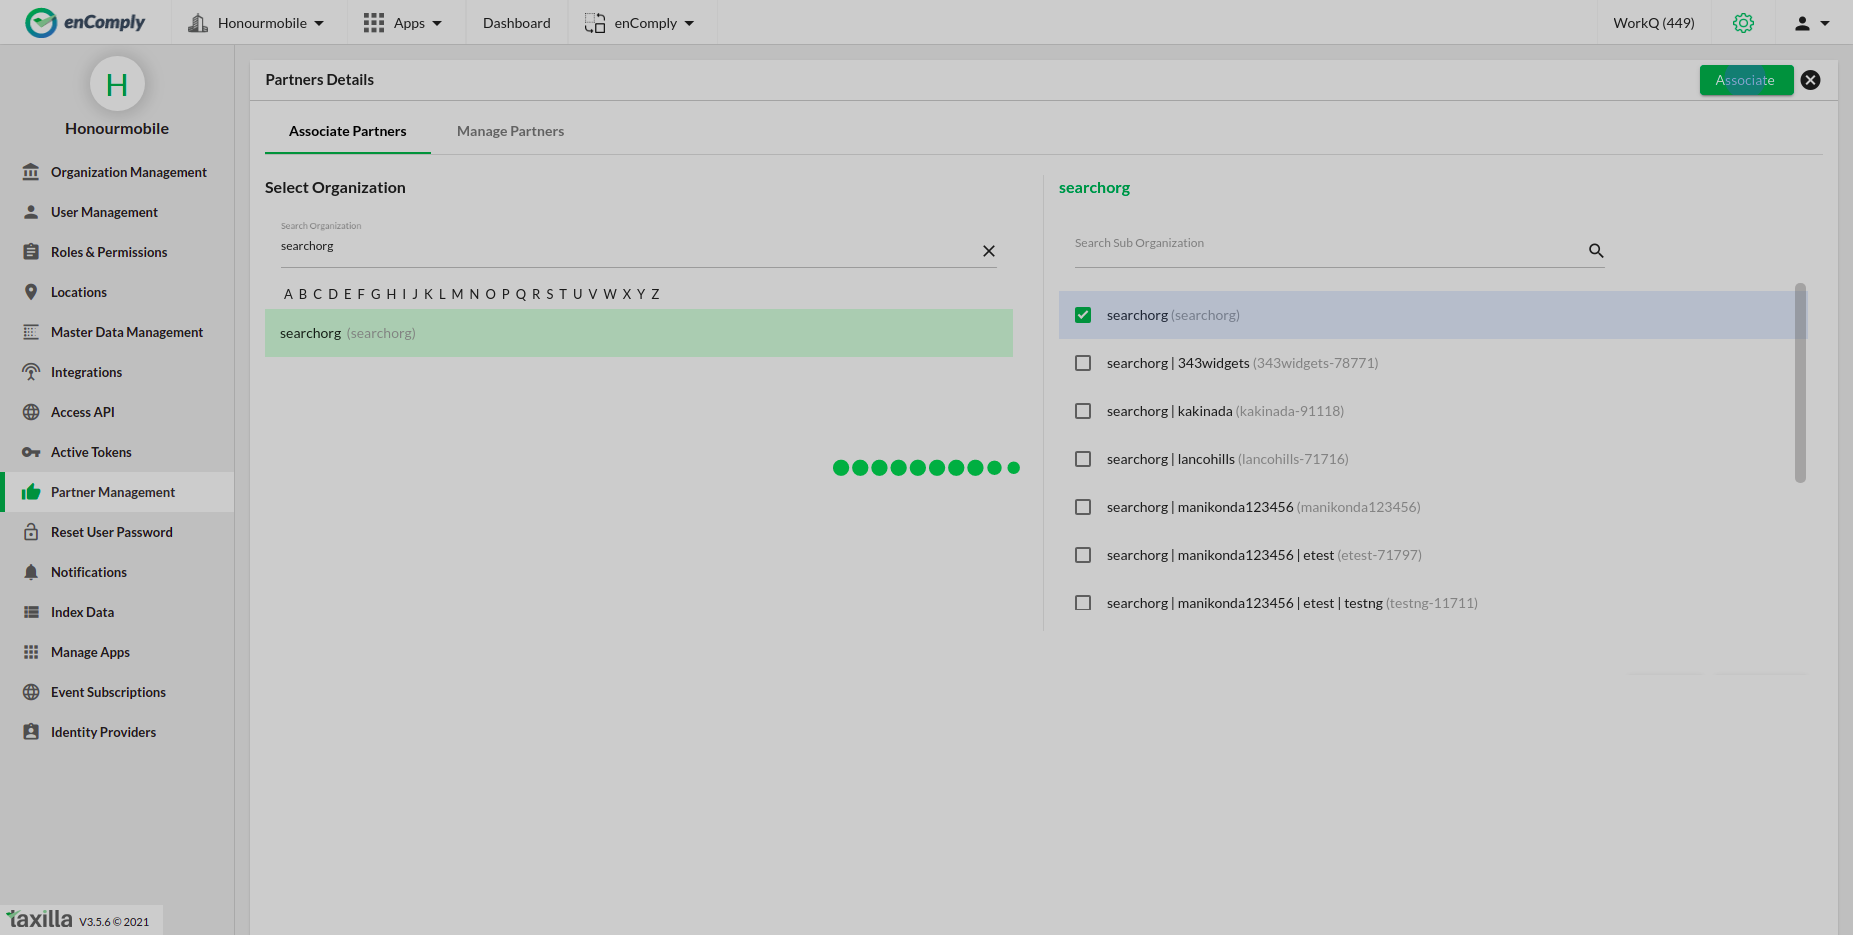 enComply
Honourmobile
Apps
Dashboard
enComply
WorkQ (449)
H
Honourmobile
Organization Management
User Management
Roles & Permissions
Locations
Master Data Management
Integrations
Access API
Active Tokens
Partner Management
Reset User Password
Notifications
Index Data
Manage Apps
Event Subscriptions
Identity Providers
taxilla V3.5.6 © 2021
Partners Details
Associate
Associate Partners
Manage Partners
Select Organization
Search Organization
searchorg
A B C D E F G H I J K L M N O P Q R S T U V W X Y Z
searchorg (searchorg)
searchorg
Search Sub Organization
searchorg (searchorg)
searchorg | 343widgets (343widgets-78771)
searchorg | kakinada (kakinada-91118)
searchorg | lancohills (lancohills-71716)
searchorg | manikonda123456 (manikonda123456)
searchorg | manikonda123456 | etest (etest-71797)
searchorg | manikonda123456 | etest | testng (testng-11711)